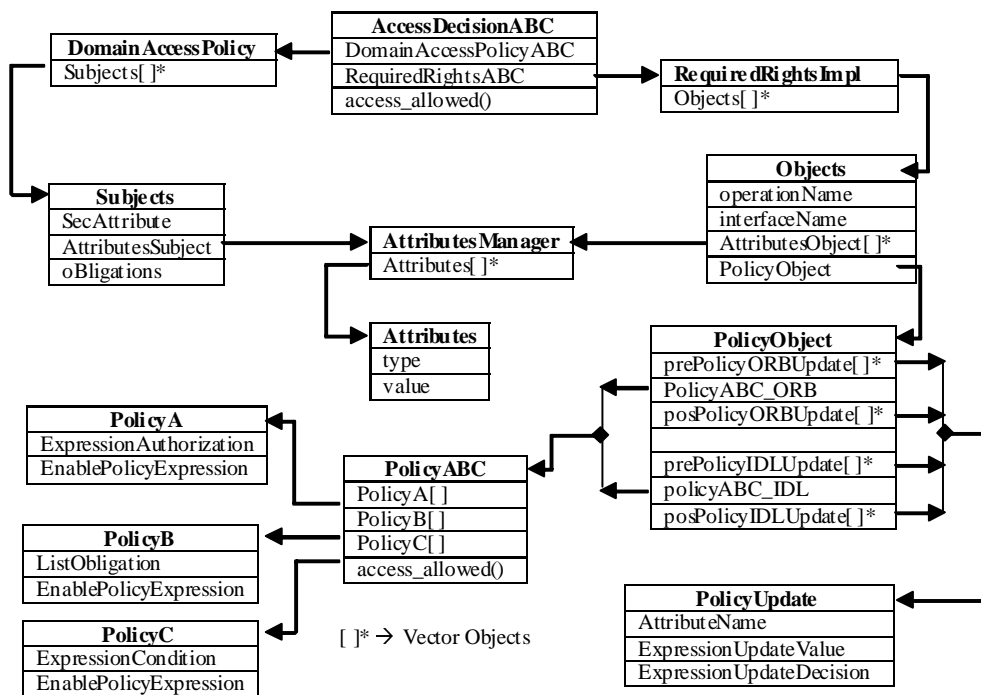 AccessDecisionABC
DomainAccessPolicyABC
RequiredRightsABC
access_allowed()
DomainAccessPolicy
Subjects[ ]*
RequiredRightsImpl
Objects[ ]*
Subjects
SecAttribute
AttributesSubject
oBligations
Objects
operationName
interfaceName
AttributesObject[ ]*
PolicyObject
AttributesManager
Attributes[ ]*
Attributes
type
value
PolicyObject
prePolicyORBUpdate[ ]*
PolicyABC_ORB
posPolicyORBUpdate[ ]*
prePolicyIDLUpdate[ ]*
policyABC_IDL
posPolicyIDLUpdate[ ]*
PolicyA
ExpressionAuthorization
EnablePolicyExpression
PolicyABC
PolicyA[ ]
PolicyB[ ]
PolicyC[ ]
access_allowed()
PolicyB
ListObligation
EnablePolicyExpression
PolicyC
ExpressionCondition
EnablePolicyExpression
[ ]* → Vector Objects
PolicyUpdate
AttributeName
ExpressionUpdateValue
ExpressionUpdateDecision